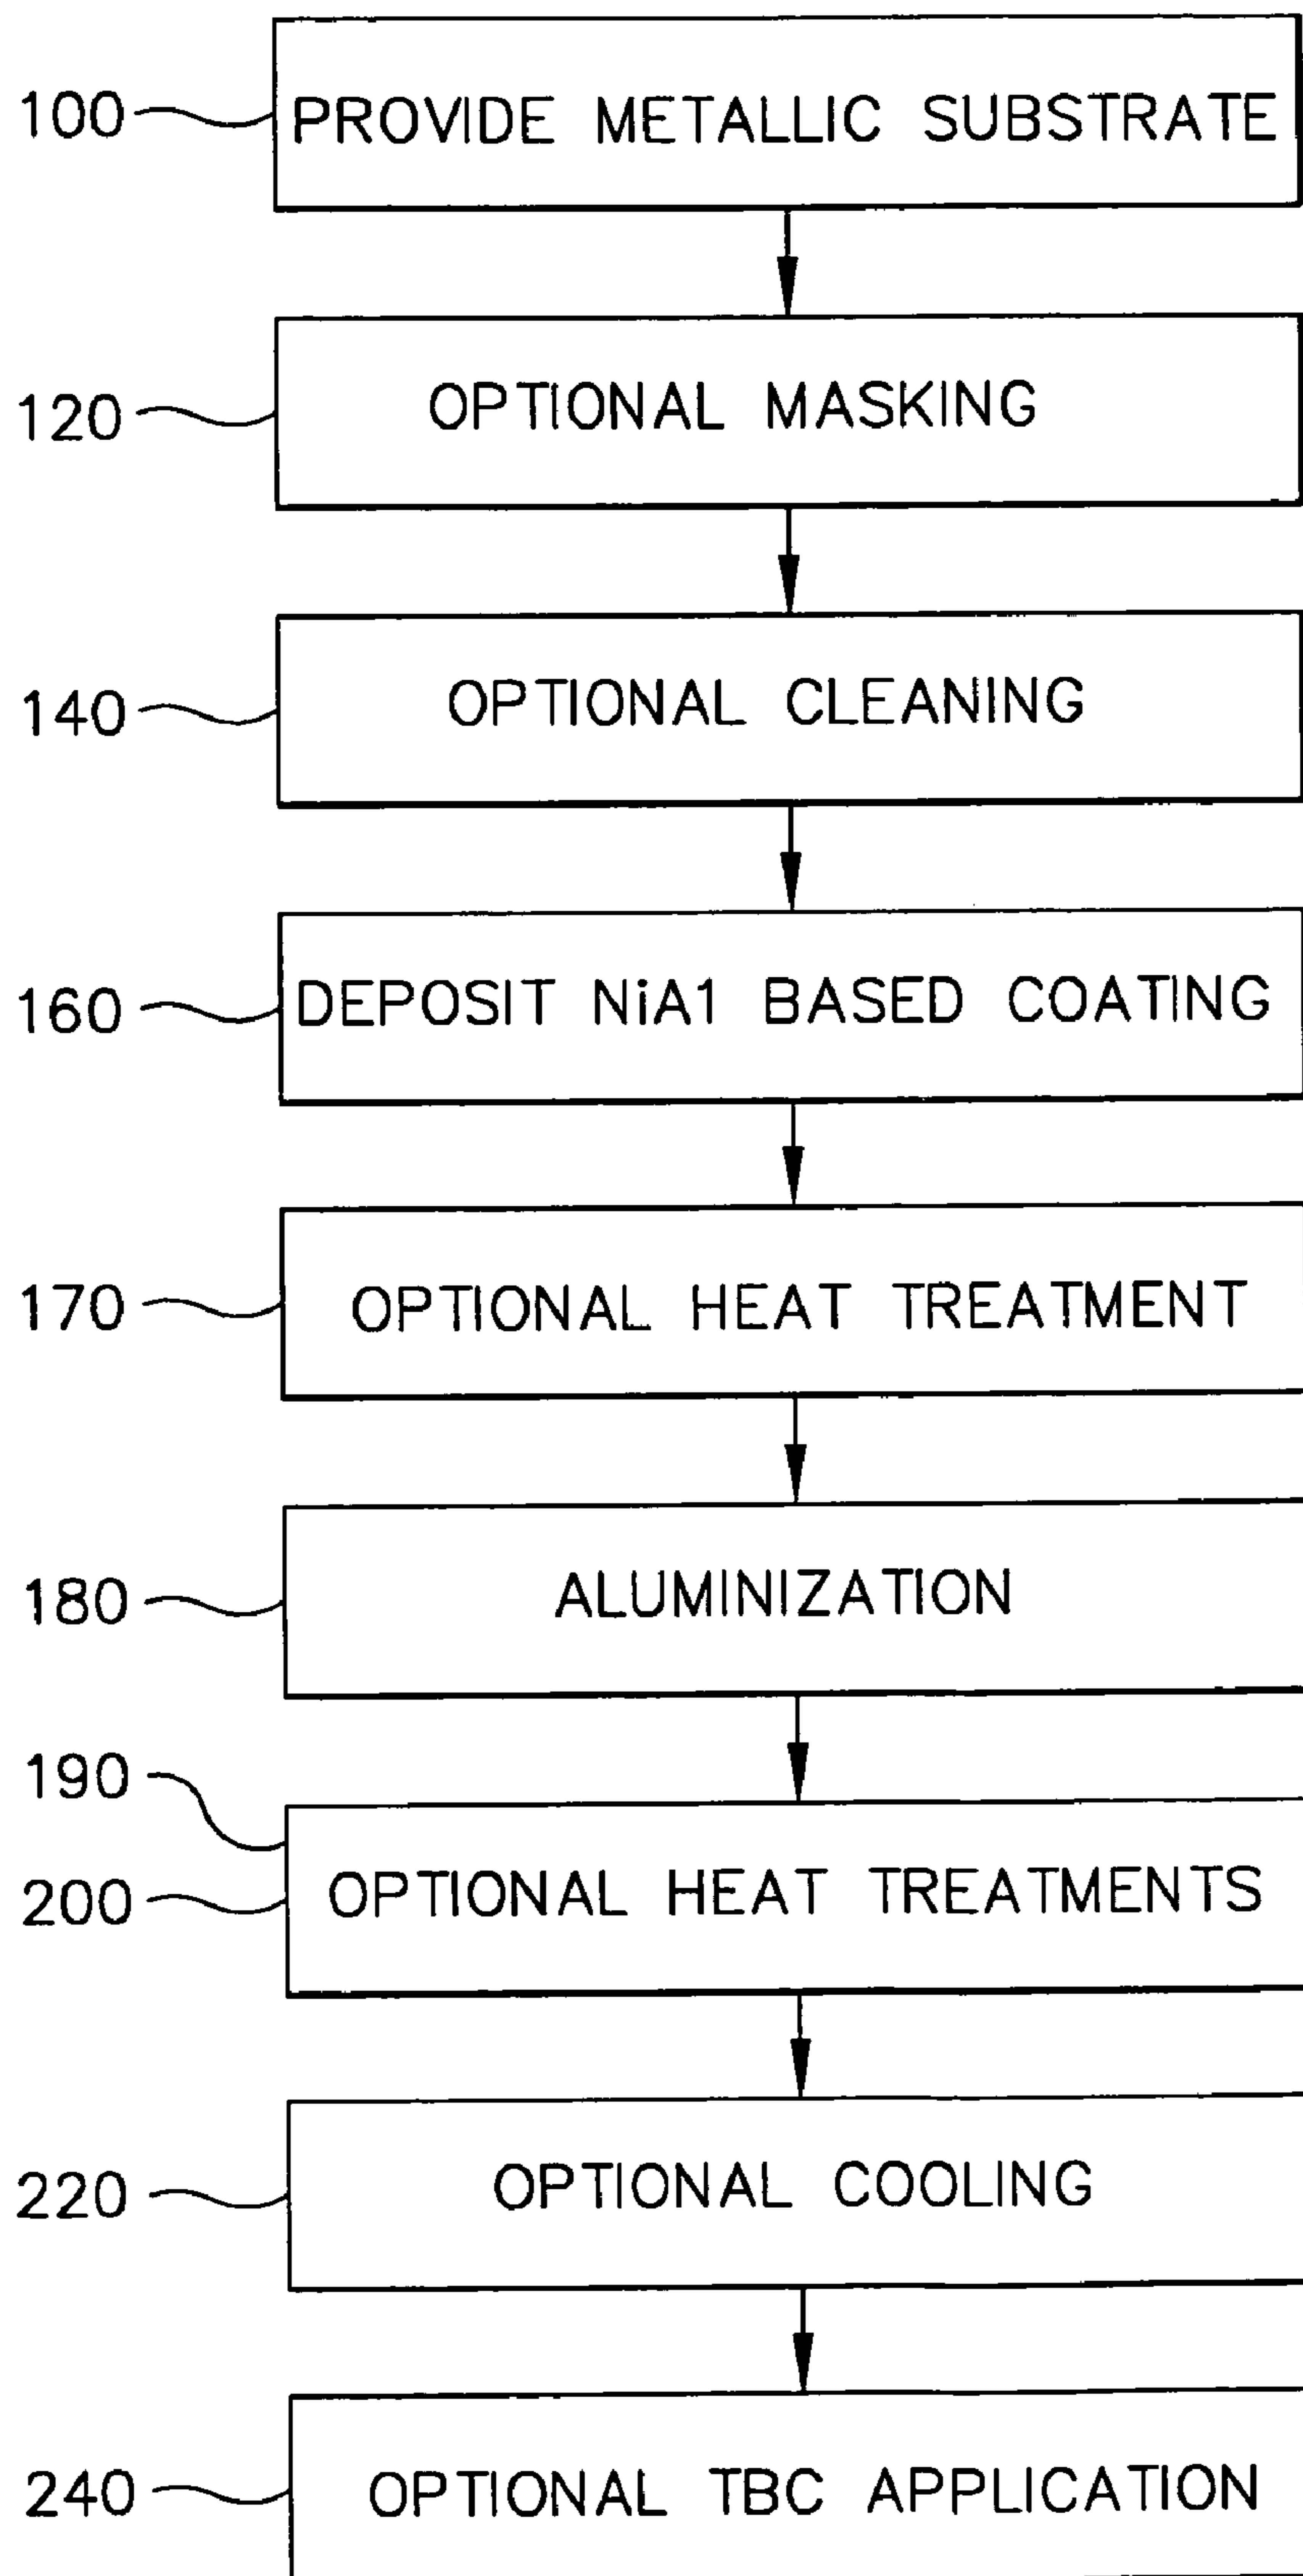 100 PROVIDE METALLIC SUBSTRATE
120 OPTIONAL MASKING
140 OPTIONAL CLEANING
160 DEPOSIT NiA1 BASED COATING
170 OPTIONAL HEAT TREATMENT
180 ALUMINIZATION
190
200 OPTIONAL HEAT TREATMENTS
220 OPTIONAL COOLING
240 OPTIONAL TBC APPLICATION